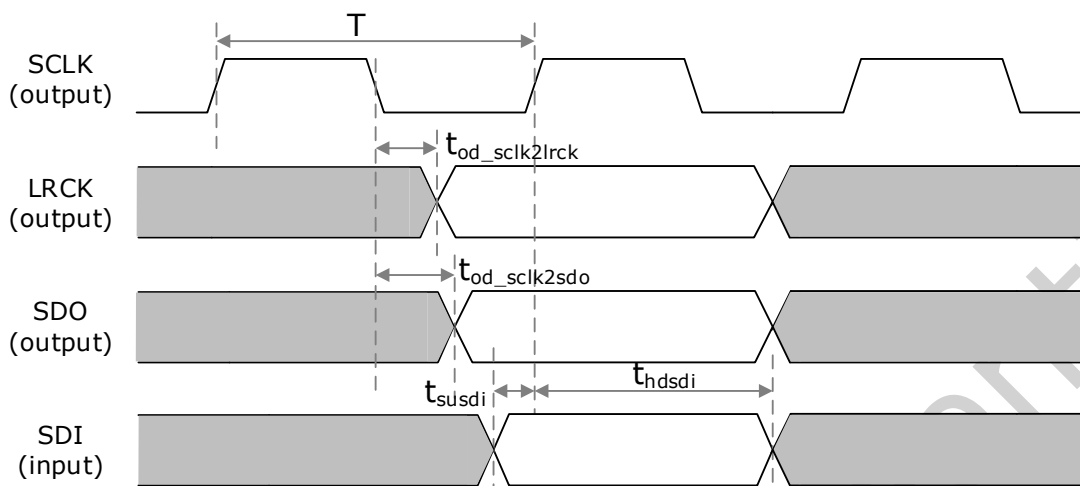 T
SCLK
(output)
t_od_sclk2lrck
LRCK
(output)
t_od_sclk2sdo
SDO
(output)
t_susdi
t_hdsdi
SDI
(input)